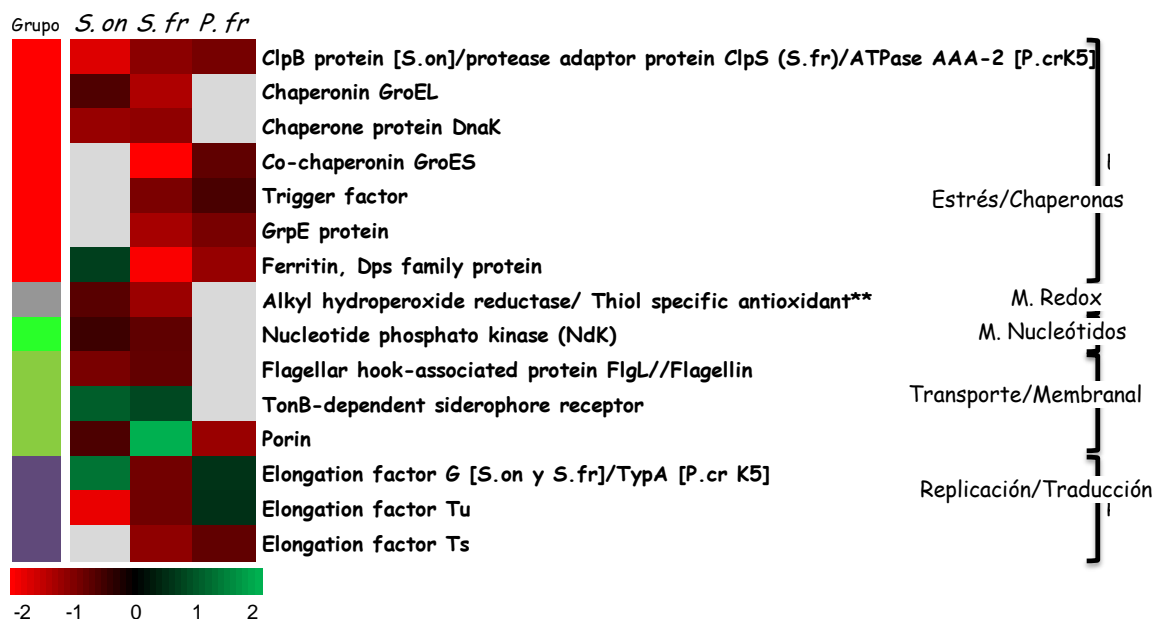 Grupo S. on S. fr P. fr
ClpB protein [S.on]/protease adaptor protein ClpS (S.fr)/ATPase AAA-2 [P.crK5]
Chaperonin GroEL
Chaperone protein DnaK
Co-chaperonin GroES
Trigger factor
GrpE protein
Ferritin, Dps family protein
Estrés/Chaperonas
Alkyl hydroperoxide reductase/ Thiol specific antioxidant**
M. Redox
Nucleotide phosphato kinase (NdK)
M. Nucleótidos
Flagellar hook-associated protein FlgL//Flagellin
TonB-dependent siderophore receptor
Porin
Transporte/Membranal
Elongation factor G [S.on y S.fr]/TypA [P.cr K5]
Elongation factor Tu
Elongation factor Ts
Replicación/Traducción
-2 -1 0 1 2